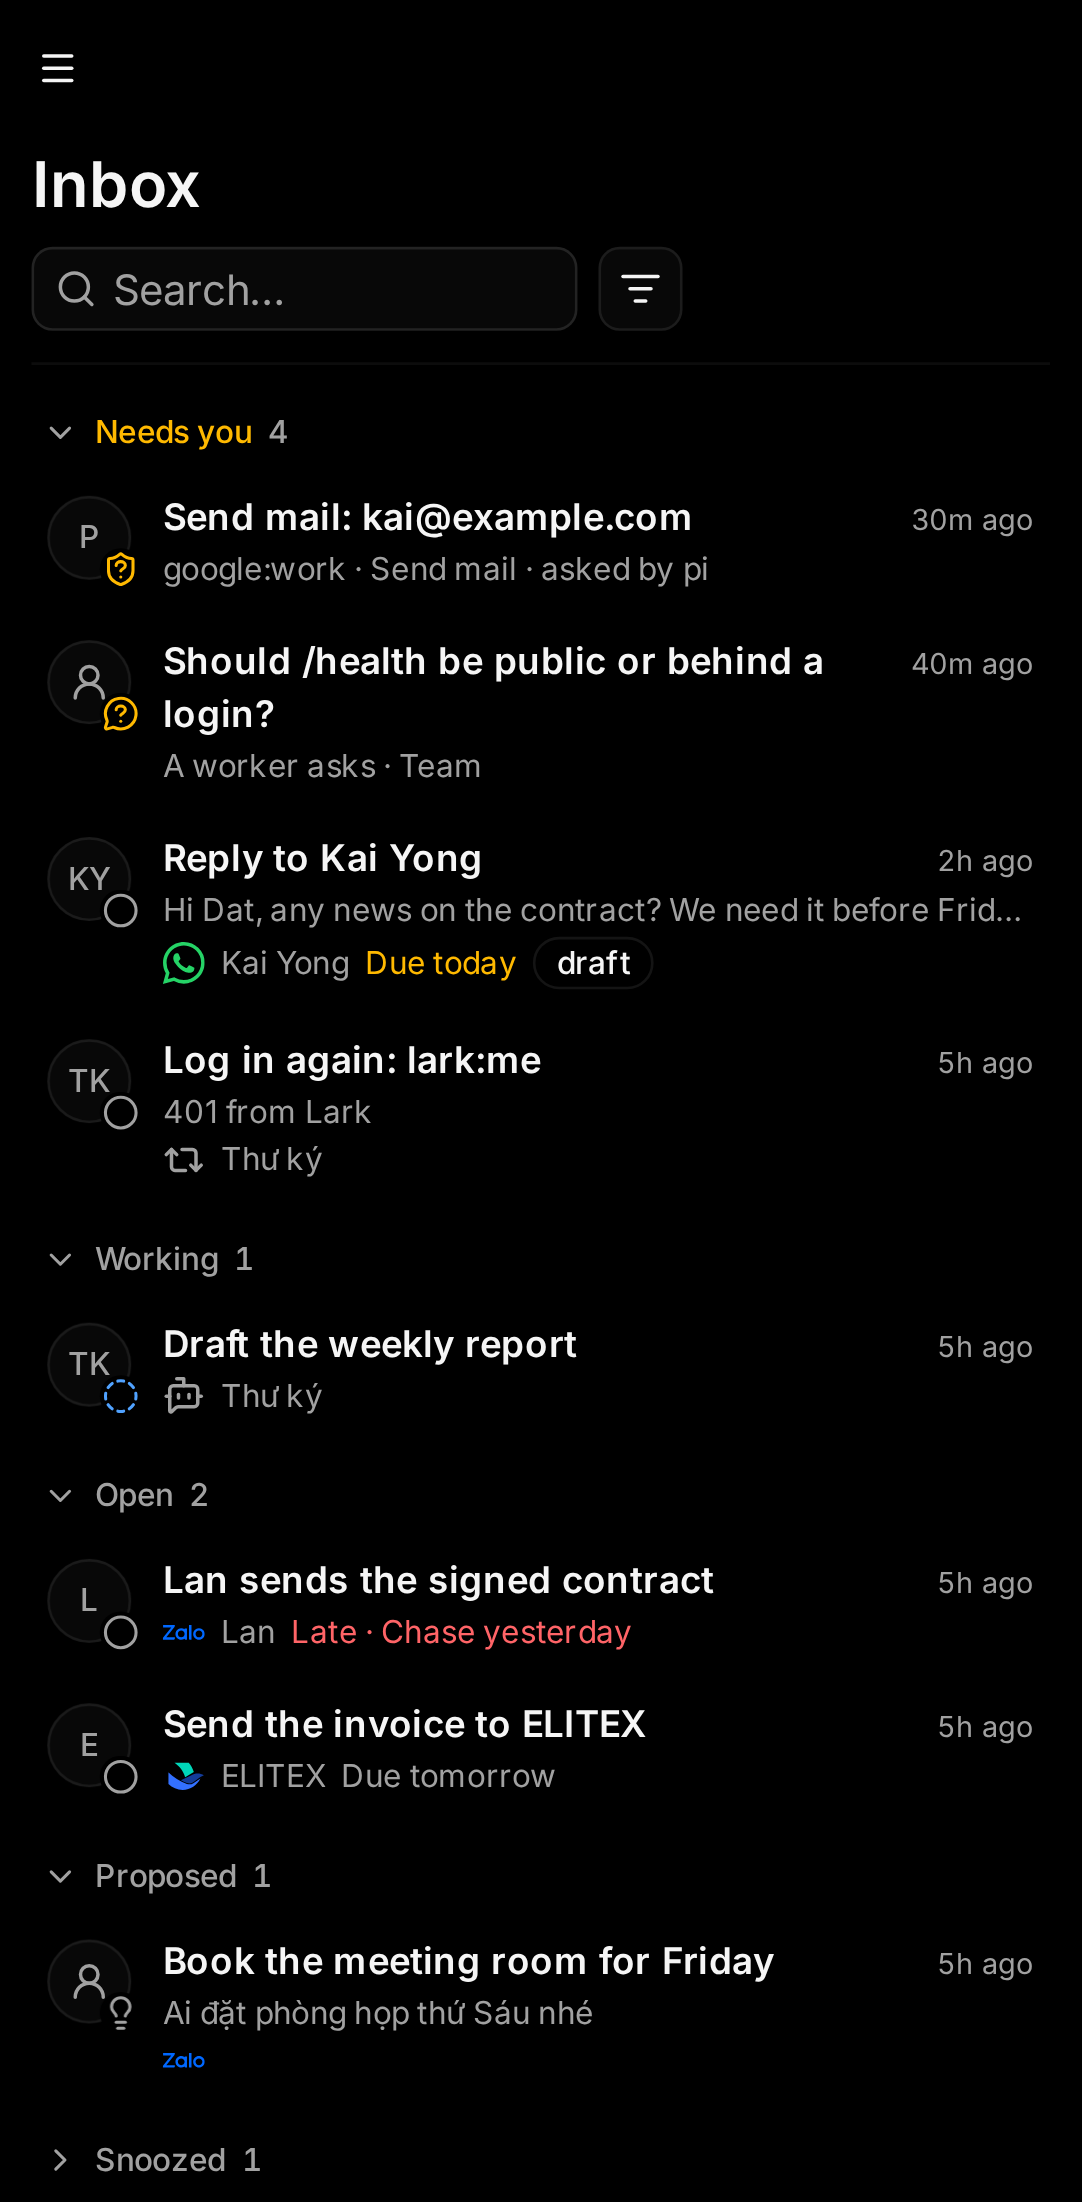 Inbox
Search...
Needs you 4
P
Send mail: kai@example.com
30m ago
google:work · Send mail · asked by pi
Should /health be public or behind a
login?
40m ago
A worker asks · Team
KY
Reply to Kai Yong
2h ago
Hi Dat, any news on the contract? We need it before Frid...
Kai Yong Due today draft
TK
Log in again: lark:me
5h ago
401 from Lark
Thư ký
Working 1
TK
Draft the weekly report
5h ago
Thư ký
Open 2
L
Lan sends the signed contract
5h ago
Zalo Lan Late · Chase yesterday
E
Send the invoice to ELITEX
5h ago
ELITEX Due tomorrow
Proposed 1
Book the meeting room for Friday
5h ago
Ai đặt phòng họp thứ Sáu nhé
Zalo
Snoozed 1